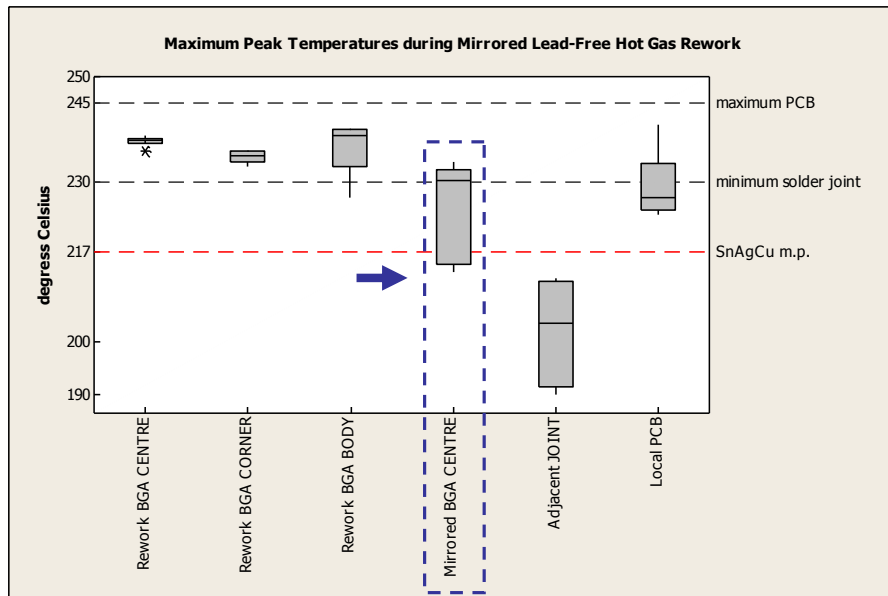 Maximum Peak Temperatures during Mirrored Lead-Free Hot Gas Rework
degress Celsius
250
245
230
217
200
190
maximum PCB
minimum solder joint
SnAgCu m.p.
Rework BGA CENTRE
Rework BGA CORNER
Rework BGA BODY
Mirrored BGA CENTRE
Adjacent JOINT
Local PCB